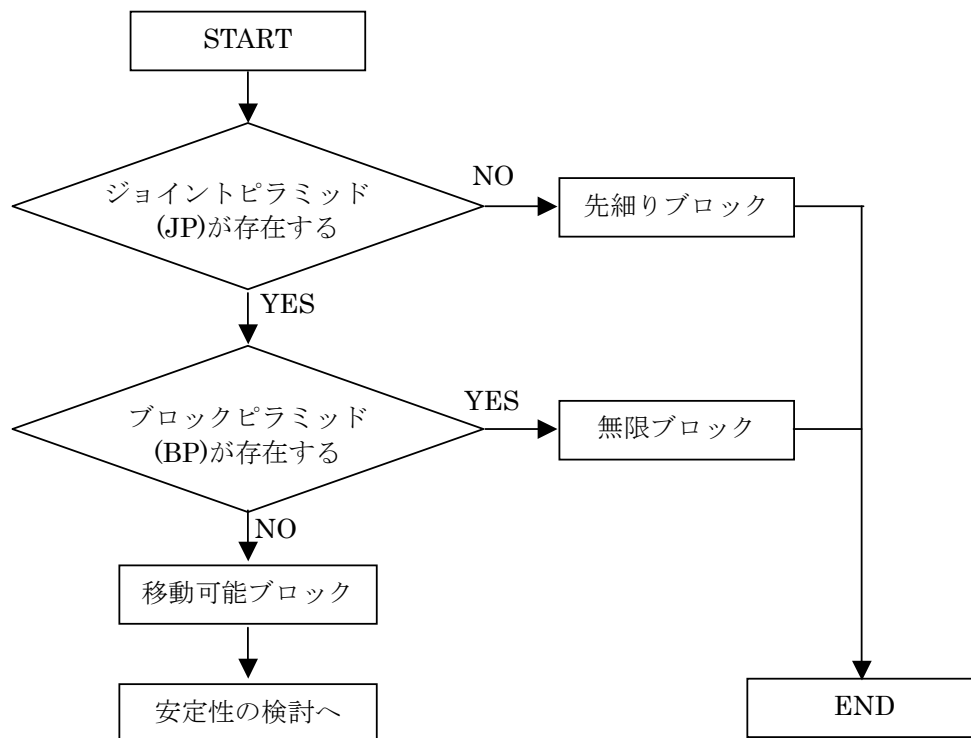 START
ジョイントピラミッド
(JP)が存在する
NO
先細りブロック
YES
ブロックピラミッド
(BP)が存在する
YES
無限ブロック
NO
移動可能ブロック
安定性の検討へ
END